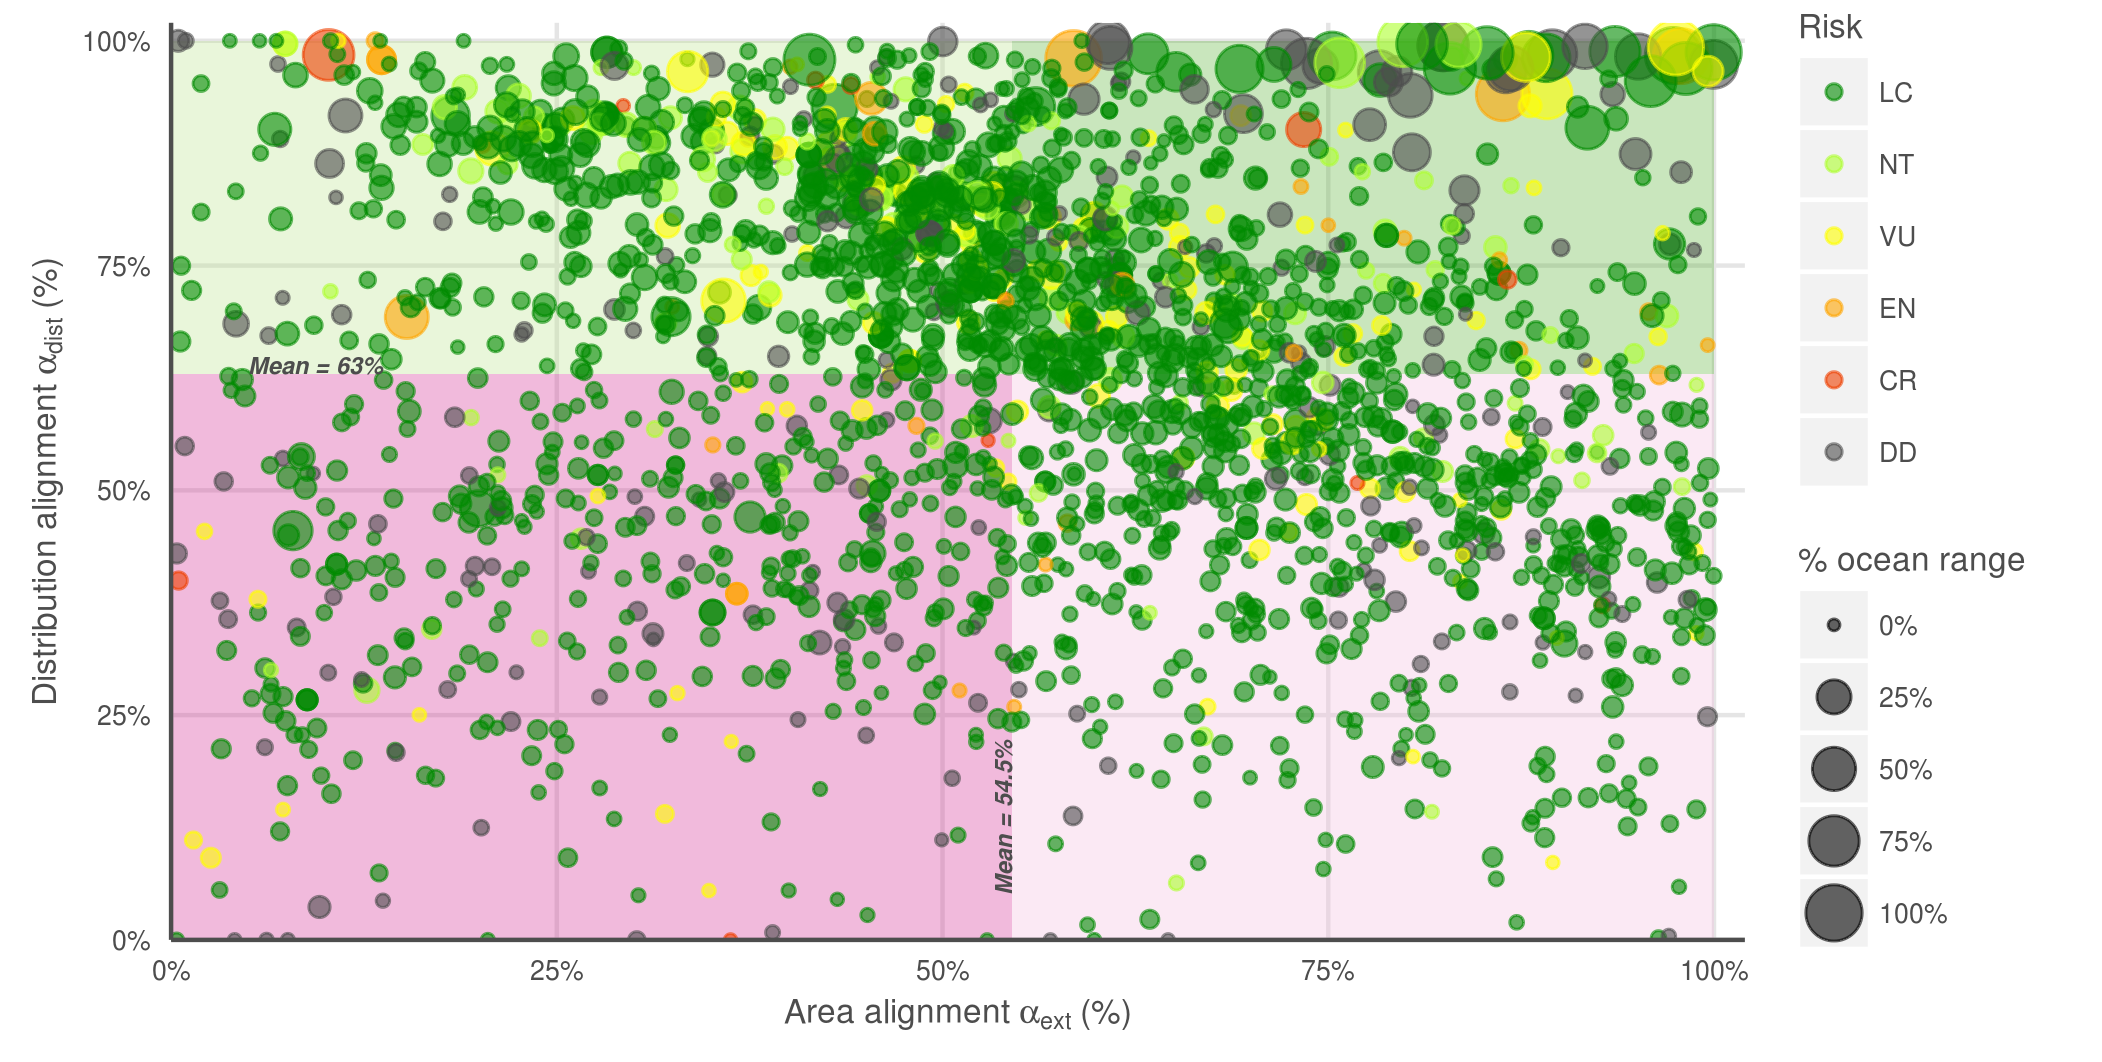 Risk
100%
75%
50%
25%
0%
Distribution alignment αdist (%)
Mean = 63%
Mean = 54.5%
0%
25%
50%
75%
100%
Area alignment αext (%)
LC
NT
VU
EN
CR
DD
% ocean range
0%
25%
50%
75%
100%